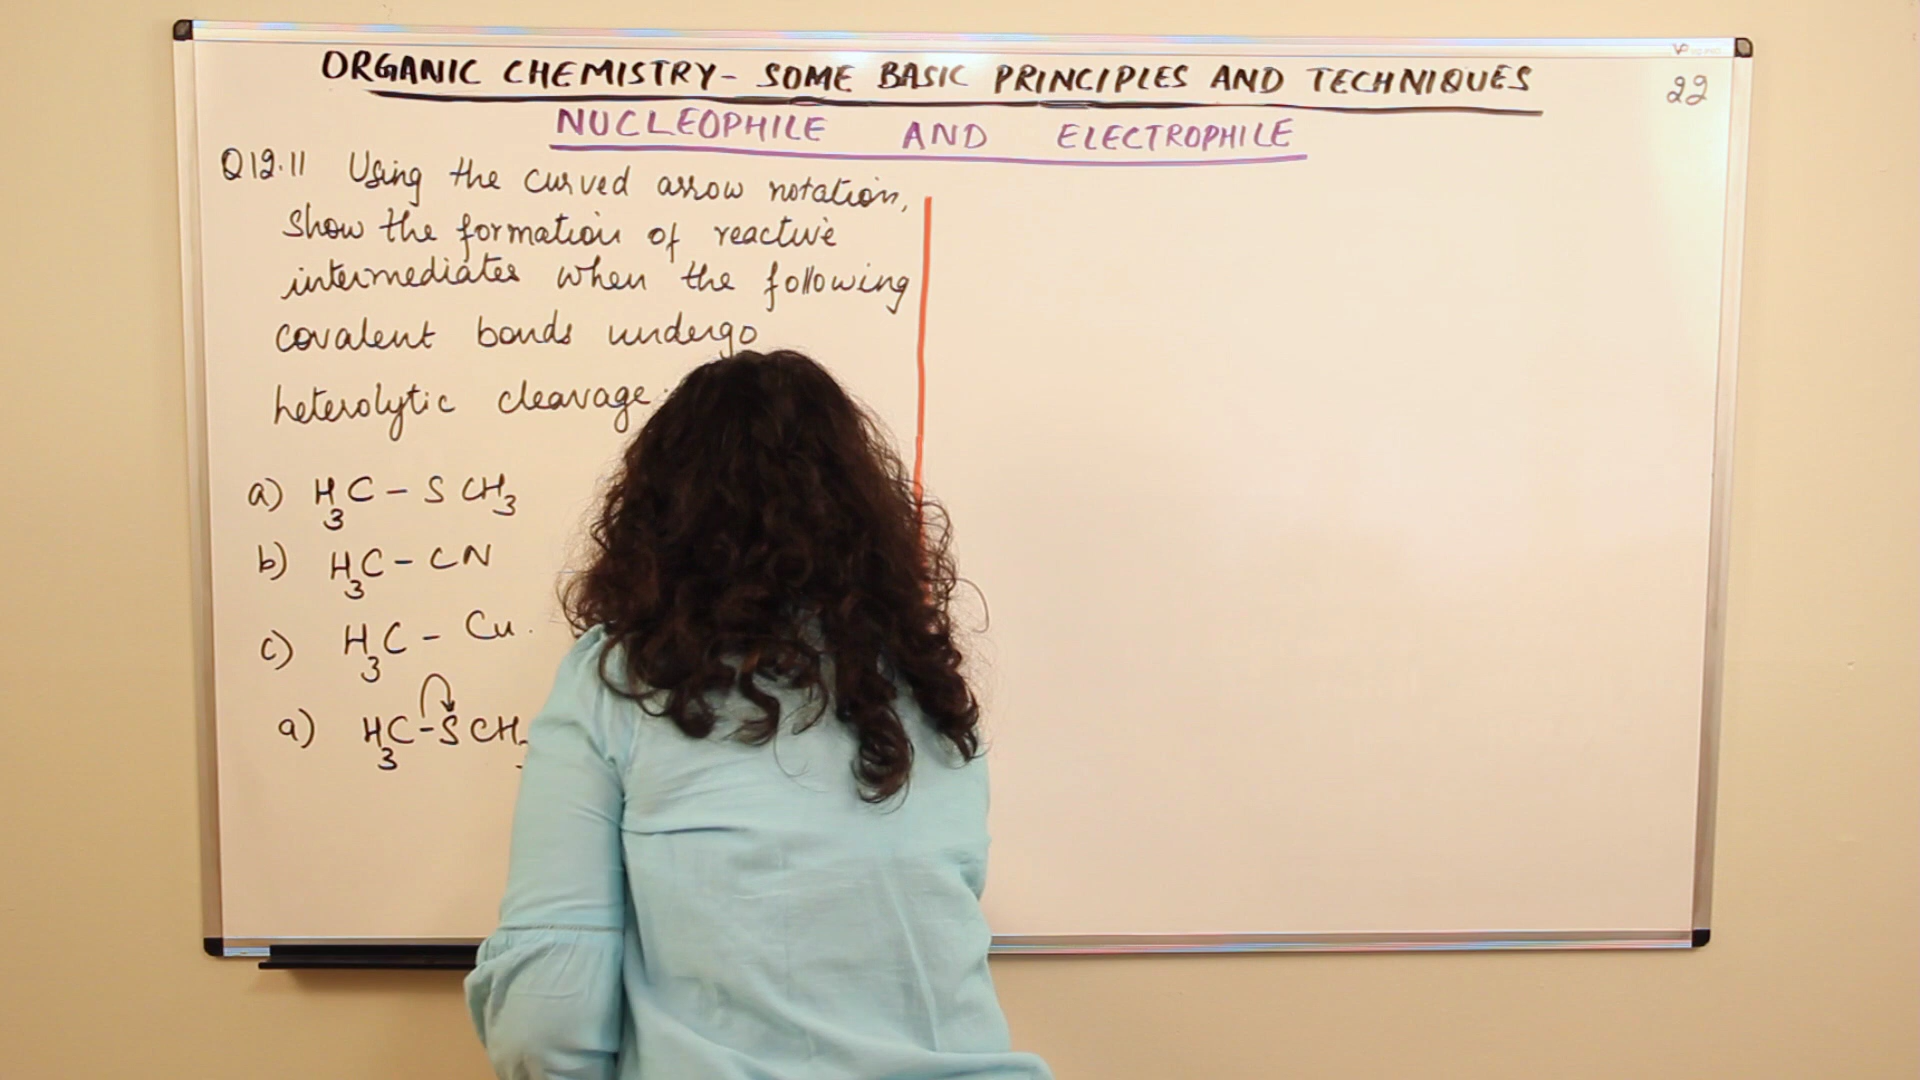 ORGANIC CHEMISTRY - SOME BASIC PRINCIPLES AND TECHNIQUES
22
NUCLEOPHILE AND ELECTROPHILE
Q12.11 Using the curved arrow notation,
show the formation of reactive
intermediates when the following
covalent bonds undergo
heterolytic cleavage.
a) H3C - SCH3
b) H3C - CN
c) H3C - Cu.
a) H3C - SCH